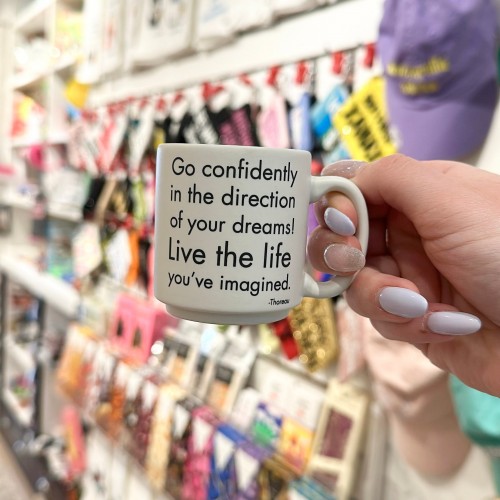 Go confidently
in the direction
of your dreams!
Live the life
you've imagined.
-Thoreau